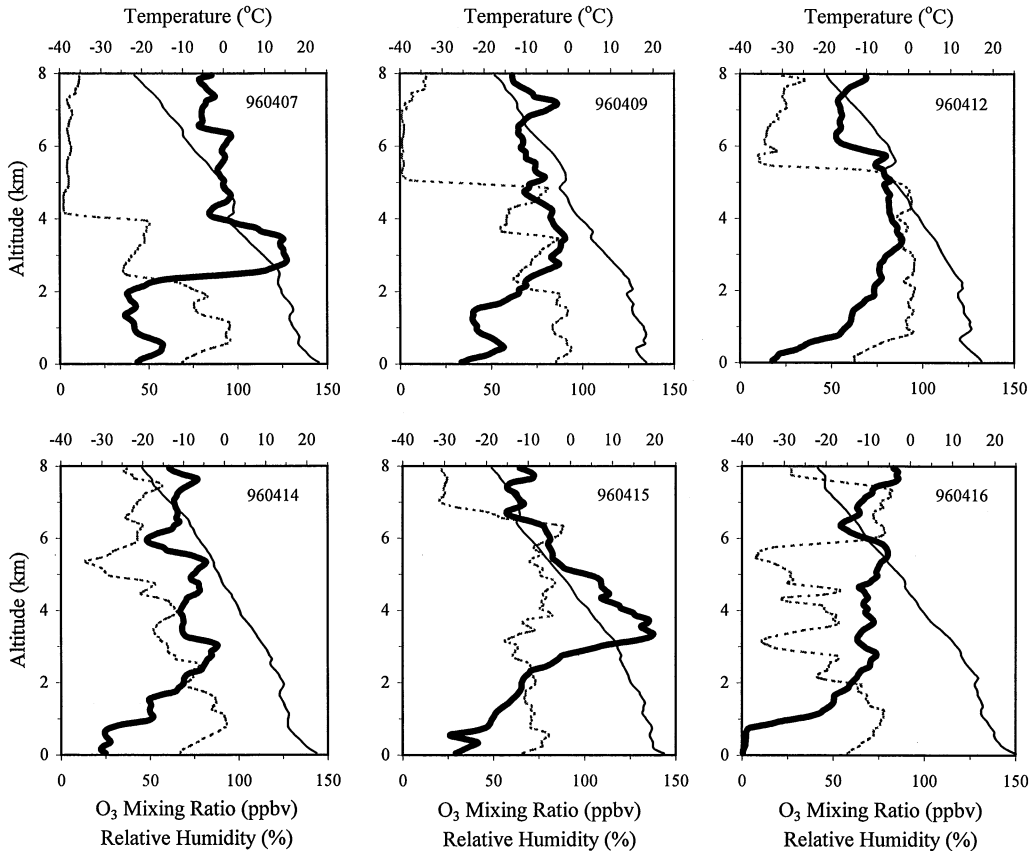 Temperature (°C) Temperature (°C) Temperature (°C)
-40 -30 -20 -10 0 10 20 -40 -30 -20 -10 0 10 20 -40 -30 -20 -10 0 10 20
8 8 8
960407 960409 960412
6 6 6
Altitude (km)
4 4 4
2 2 2
0 0 0
0 50 100 150 0 50 100 150 0 50 100 150
-40 -30 -20 -10 0 10 20 -40 -30 -20 -10 0 10 20 -40 -30 -20 -10 0 10 20
8 8 8
960414 960415 960416
6 6 6
Altitude (km)
4 4 4
2 2 2
0 0 0
0 50 100 150 0 50 100 150 0 50 100 150
O₃ Mixing Ratio (ppbv) O₃ Mixing Ratio (ppbv) O₃ Mixing Ratio (ppbv)
Relative Humidity (%) Relative Humidity (%) Relative Humidity (%)